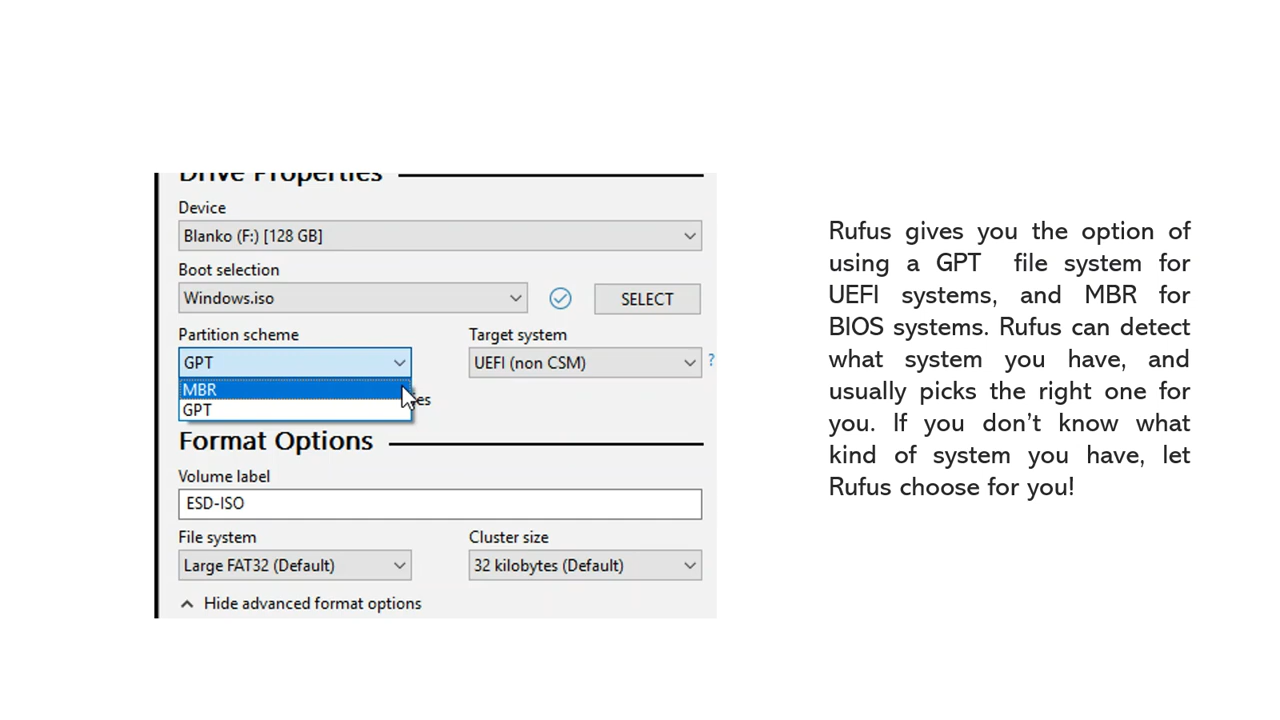 Drive Properties
Device
Blanko (F:) [128 GB]
Boot selection
Windows.iso
SELECT
Partition scheme
Target system
GPT
UEFI (non CSM)
?
MBR
GPT
Format Options
Volume label
ESD-ISO
File system
Cluster size
Large FAT32 (Default)
32 kilobytes (Default)
Hide advanced format options
Rufus gives you the option of
using a GPT file system for
UEFI systems, and MBR for
BIOS systems. Rufus can detect
what system you have, and
usually picks the right one for
you. If you don’t know what
kind of system you have, let
Rufus choose for you!